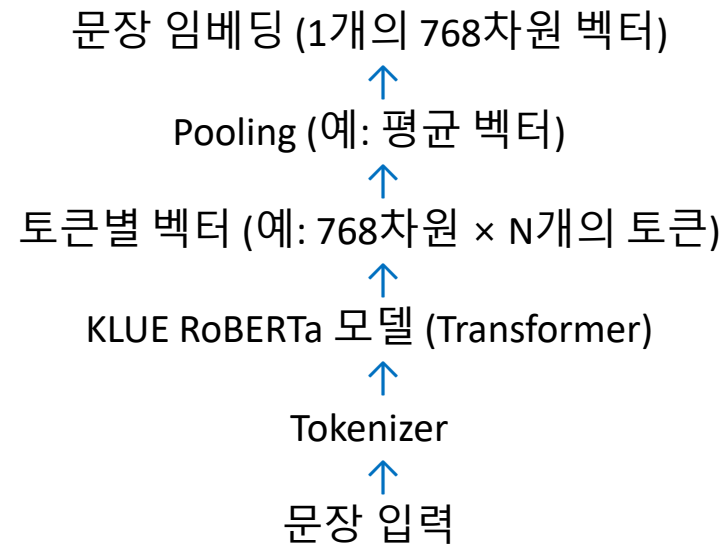 문장 임베딩 (1개의 768차원 벡터)
↑
Pooling (예: 평균 벡터)
↑
토큰별 벡터 (예: 768차원 × N개의 토큰)
↑
KLUE RoBERTa 모델 (Transformer)
↑
Tokenizer
↑
문장 입력